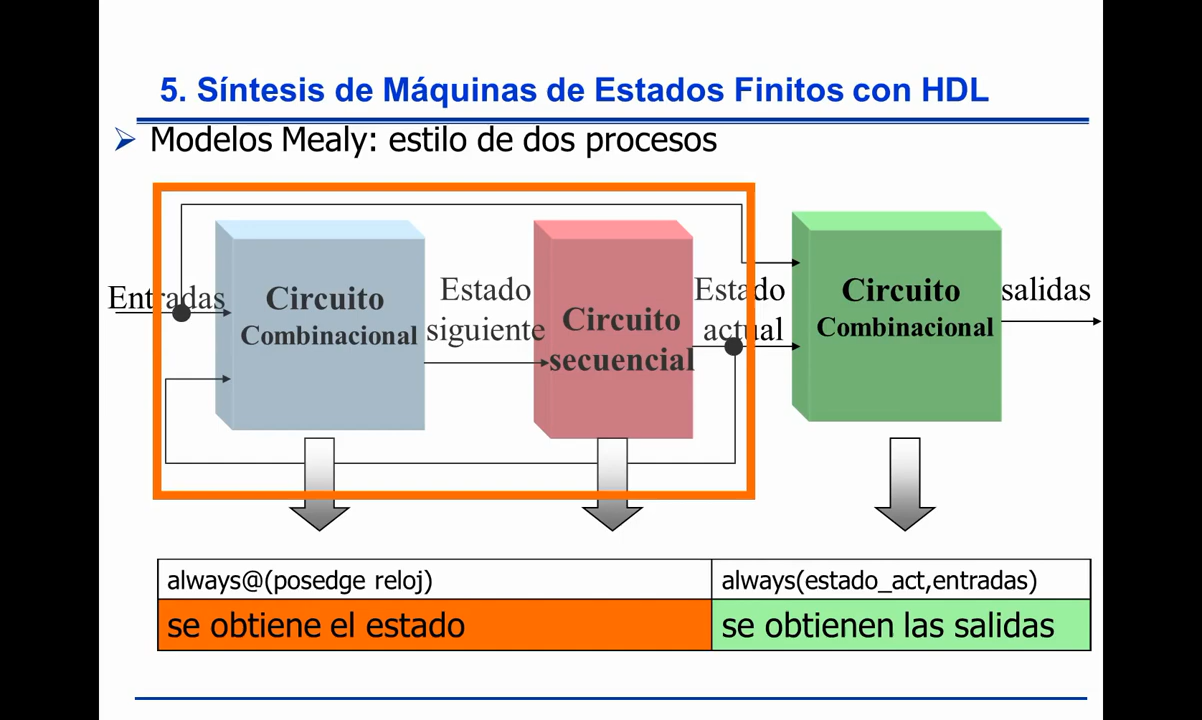 5. Síntesis de Máquinas de Estados Finitos con HDL
Modelos Mealy: estilo de dos procesos
Entradas
Circuito
Combinacional
Estado
siguiente
Circuito
secuencial
Estado
actual
Circuito
Combinacional
salidas
always@(posedge reloj)
always(estado_act,entradas)
se obtiene el estado
se obtienen las salidas